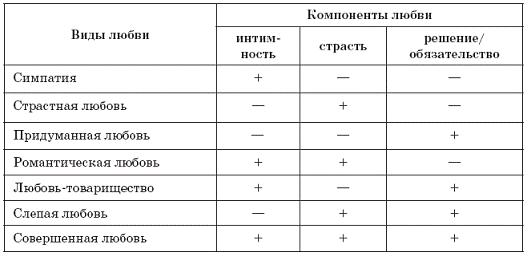 Виды любви
Компоненты любви
интим-
ность
страсть
решение/
обязательство
Симпатия + — —
Страстная любовь — + —
Придуманная любовь — — +
Романтическая любовь + + —
Любовь-товарищество + — +
Слепая любовь — + +
Совершенная любовь + + +